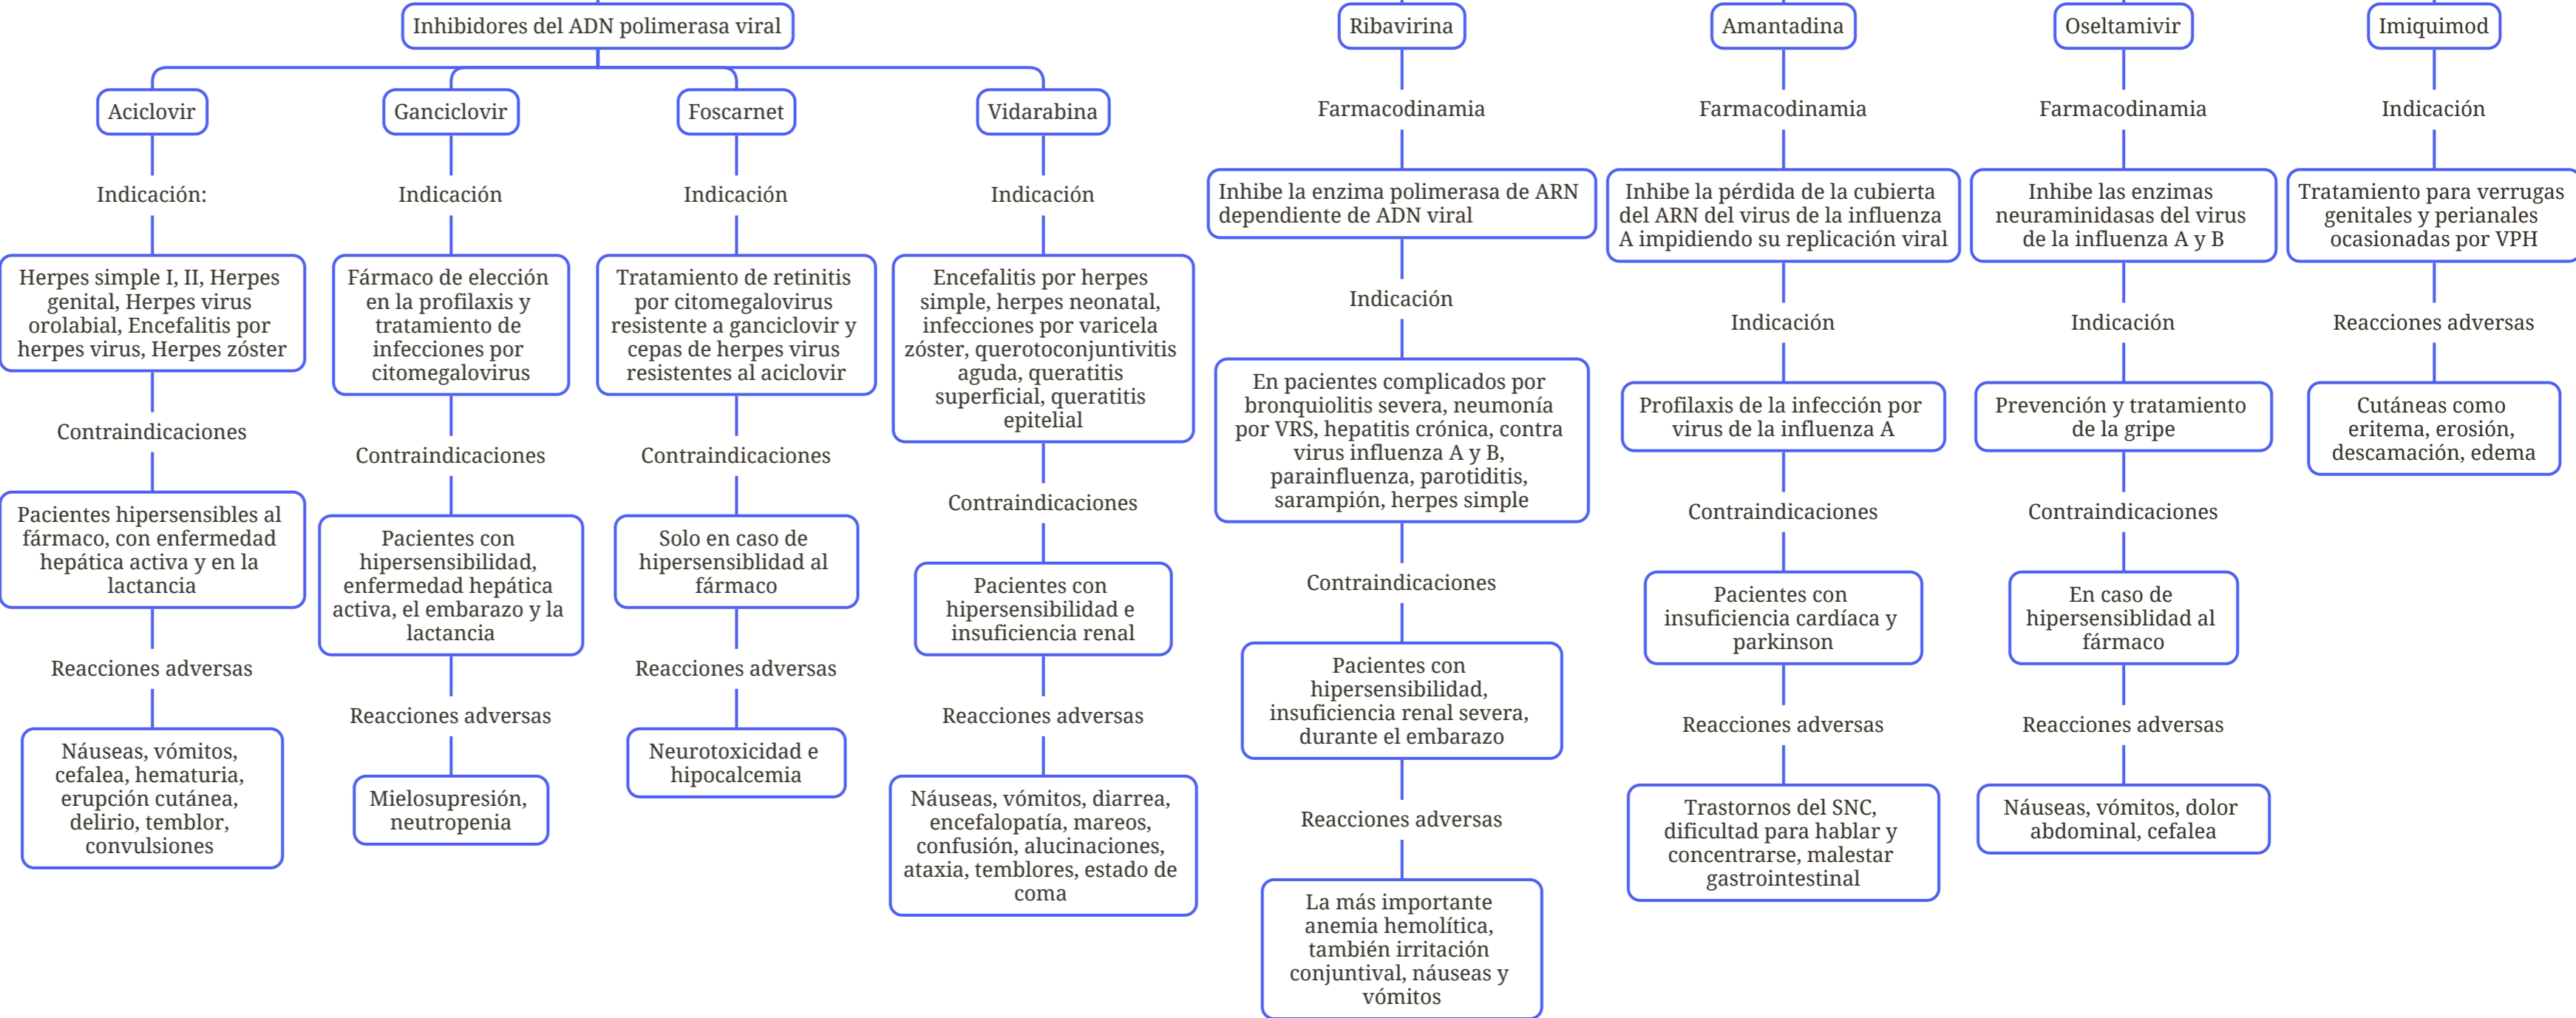 Inhibidores del ADN polimerasa viral
Aciclovir
Indicación:
Herpes simple I, II, Herpes
genital, Herpes virus
orolabial, Encefalitis por
herpes virus, Herpes zóster
Contraindicaciones
Pacientes hipersensibles al
fármaco, con enfermedad
hepática activa y en la
lactancia
Reacciones adversas
Náuseas, vómitos,
cefalea, hematuria,
erupción cutánea,
delirio, temblor,
convulsiones
Ganciclovir
Indicación
Fármaco de elección
en la profilaxis y
tratamiento de
infecciones por
citomegalovirus
Contraindicaciones
Pacientes con
hipersensibilidad,
enfermedad hepática
activa, el embarazo y la
lactancia
Reacciones adversas
Mielosupresión,
neutropenia
Foscarnet
Indicación
Tratamiento de retinitis
por citomegalovirus
resistente a ganciclovir y
cepas de herpes virus
resistentes al aciclovir
Contraindicaciones
Solo en caso de
hipersensiblidad al
fármaco
Reacciones adversas
Neurotoxicidad e
hipocalcemia
Vidarabina
Indicación
Encefalitis por herpes
simple, herpes neonatal,
infecciones por varicela
zóster, querotoconjuntivitis
aguda, queratitis
superficial, queratitis
epitelial
Contraindicaciones
Pacientes con
hipersensibilidad e
insuficiencia renal
Reacciones adversas
Náuseas, vómitos, diarrea,
encefalopatía, mareos,
confusión, alucinaciones,
ataxia, temblores, estado de
coma
Ribavirina
Farmacodinamia
Inhibe la enzima polimerasa de ARN
dependiente de ADN viral
Indicación
En pacientes complicados por
bronquiolitis severa, neumonía
por VRS, hepatitis crónica, contra
virus influenza A y B,
parainfluenza, parotiditis,
sarampión, herpes simple
Contraindicaciones
Pacientes con
hipersensibilidad,
insuficiencia renal severa,
durante el embarazo
Reacciones adversas
La más importante
anemia hemolítica,
también irritación
conjuntival, náuseas y
vómitos
Amantadina
Farmacodinamia
Inhibe la pérdida de la cubierta
del ARN del virus de la influenza
A impidiendo su replicación viral
Indicación
Profilaxis de la infección por
virus de la influenza A
Contraindicaciones
Pacientes con
insuficiencia cardíaca y
parkinson
Reacciones adversas
Trastornos del SNC,
dificultad para hablar y
concentrarse, malestar
gastrointestinal
Oseltamivir
Farmacodinamia
Inhibe las enzimas
neuraminidasas del virus
de la influenza A y B
Indicación
Prevención y tratamiento
de la gripe
Contraindicaciones
En caso de
hipersensiblidad al
fármaco
Reacciones adversas
Náuseas, vómitos, dolor
abdominal, cefalea
Imiquimod
Indicación
Tratamiento para verrugas
genitales y perianales
ocasionadas por VPH
Reacciones adversas
Cutáneas como
eritema, erosión,
descamación, edema